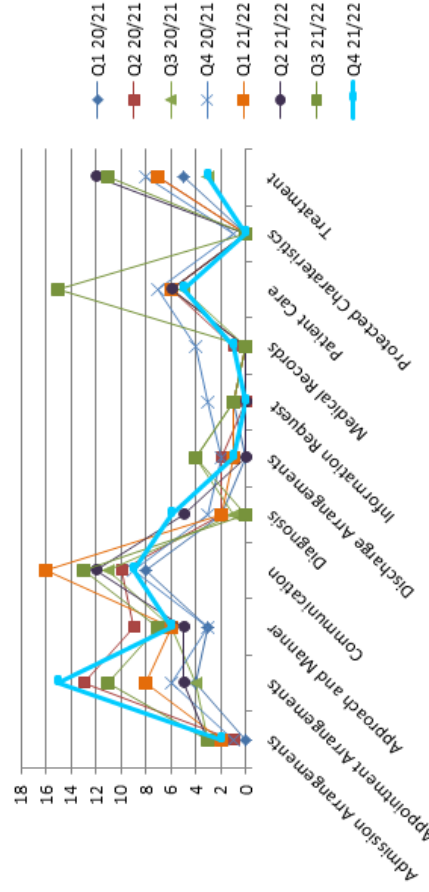 18
16
14
12
10
8
6
4
2
0
Admission Arrangements
Appointment Arrangements
Approach and Manner
Communication
Diagnosis
Discharge Arrangements
Information Request
Medical Records
Patient Care
Protected Charateristics
Treatment
Q1 20/21
Q2 20/21
Q3 20/21
Q4 20/21
Q1 21/22
Q2 21/22
Q3 21/22
Q4 21/22